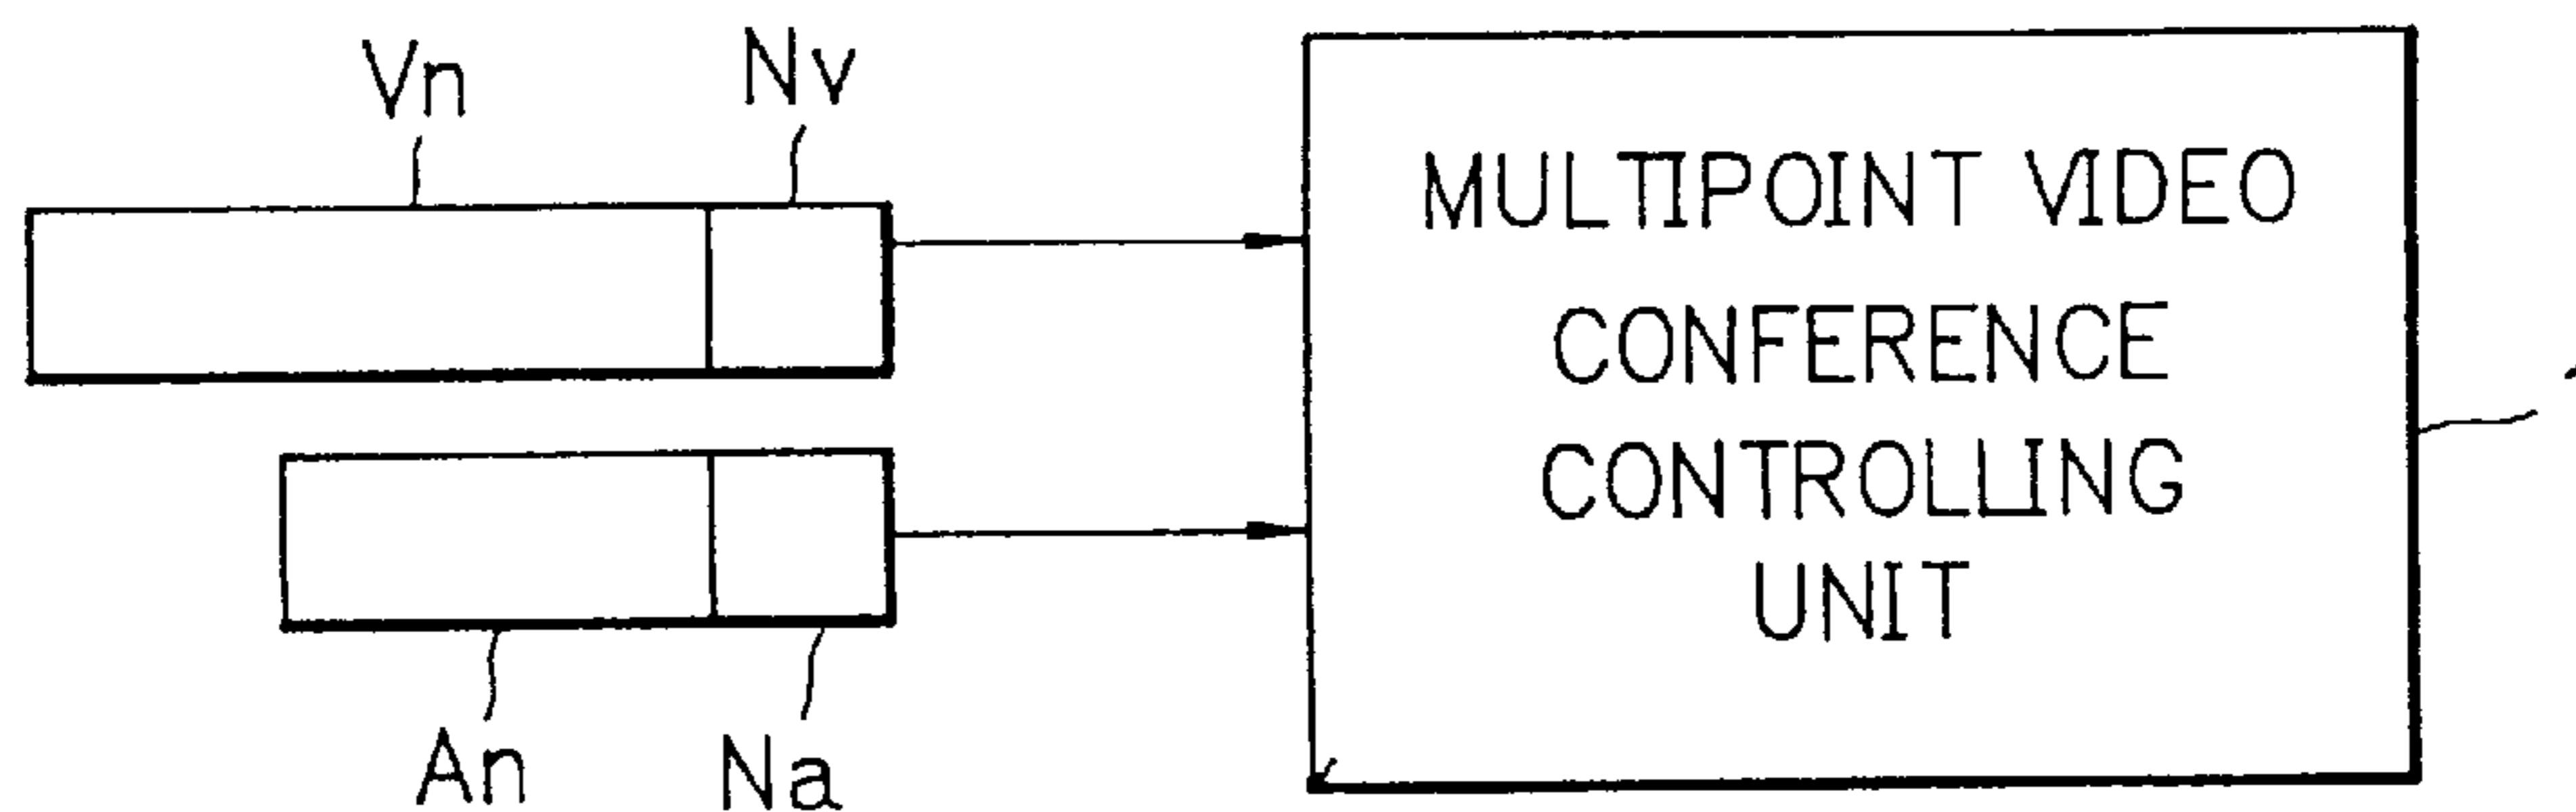 Vn Nv
MULTIPOINT VIDEO
CONFERENCE
CONTROLLING
UNIT
An Na